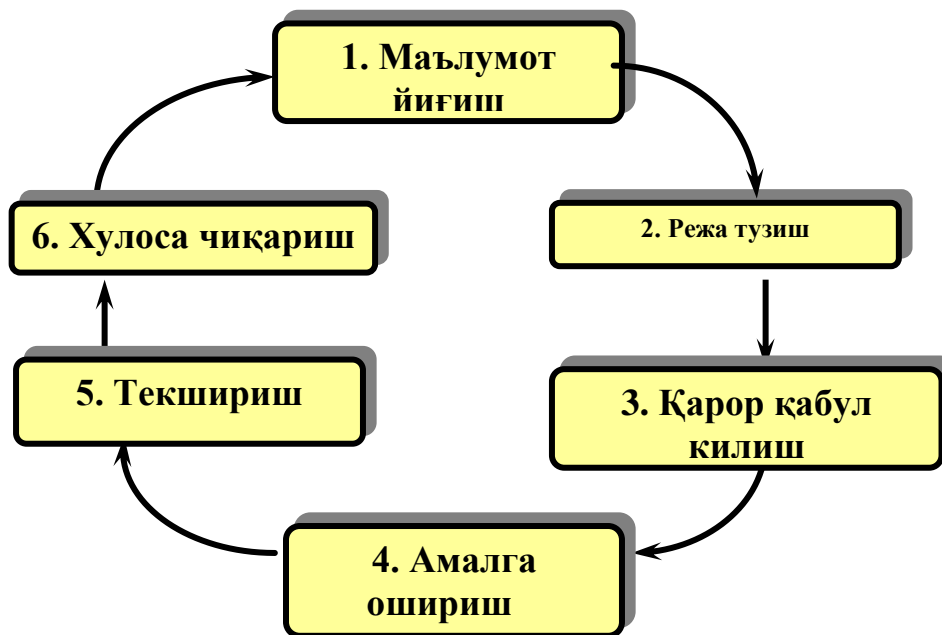 1. Маълумот
йиғиш
2. Режа тузиш
3. Қарор қабул
килиш
4. Амалга
ошириш
5. Текшириш
6. Хулоса чиқариш